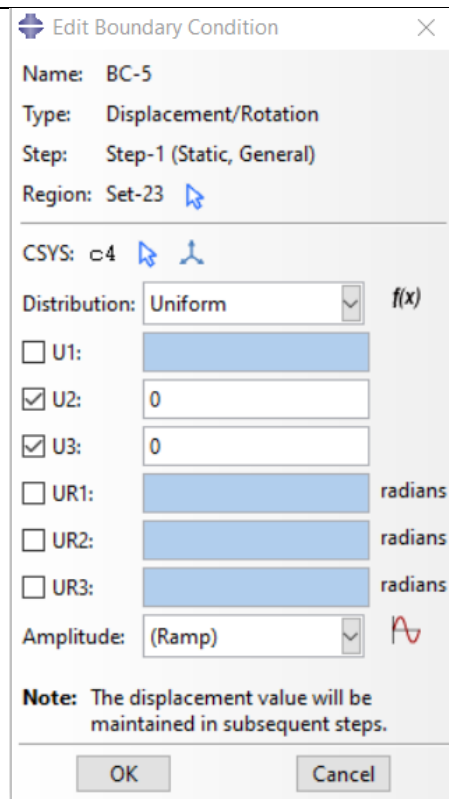 Edit Boundary Condition
Name: BC-5
Type: Displacement/Rotation
Step: Step-1 (Static, General)
Region: Set-23
CSYS: c4
Distribution: Uniform f(x)
U1:
U2: 0
U3: 0
UR1: radians
UR2: radians
UR3: radians
Amplitude: (Ramp)
Note: The displacement value will be
maintained in subsequent steps.
OK Cancel